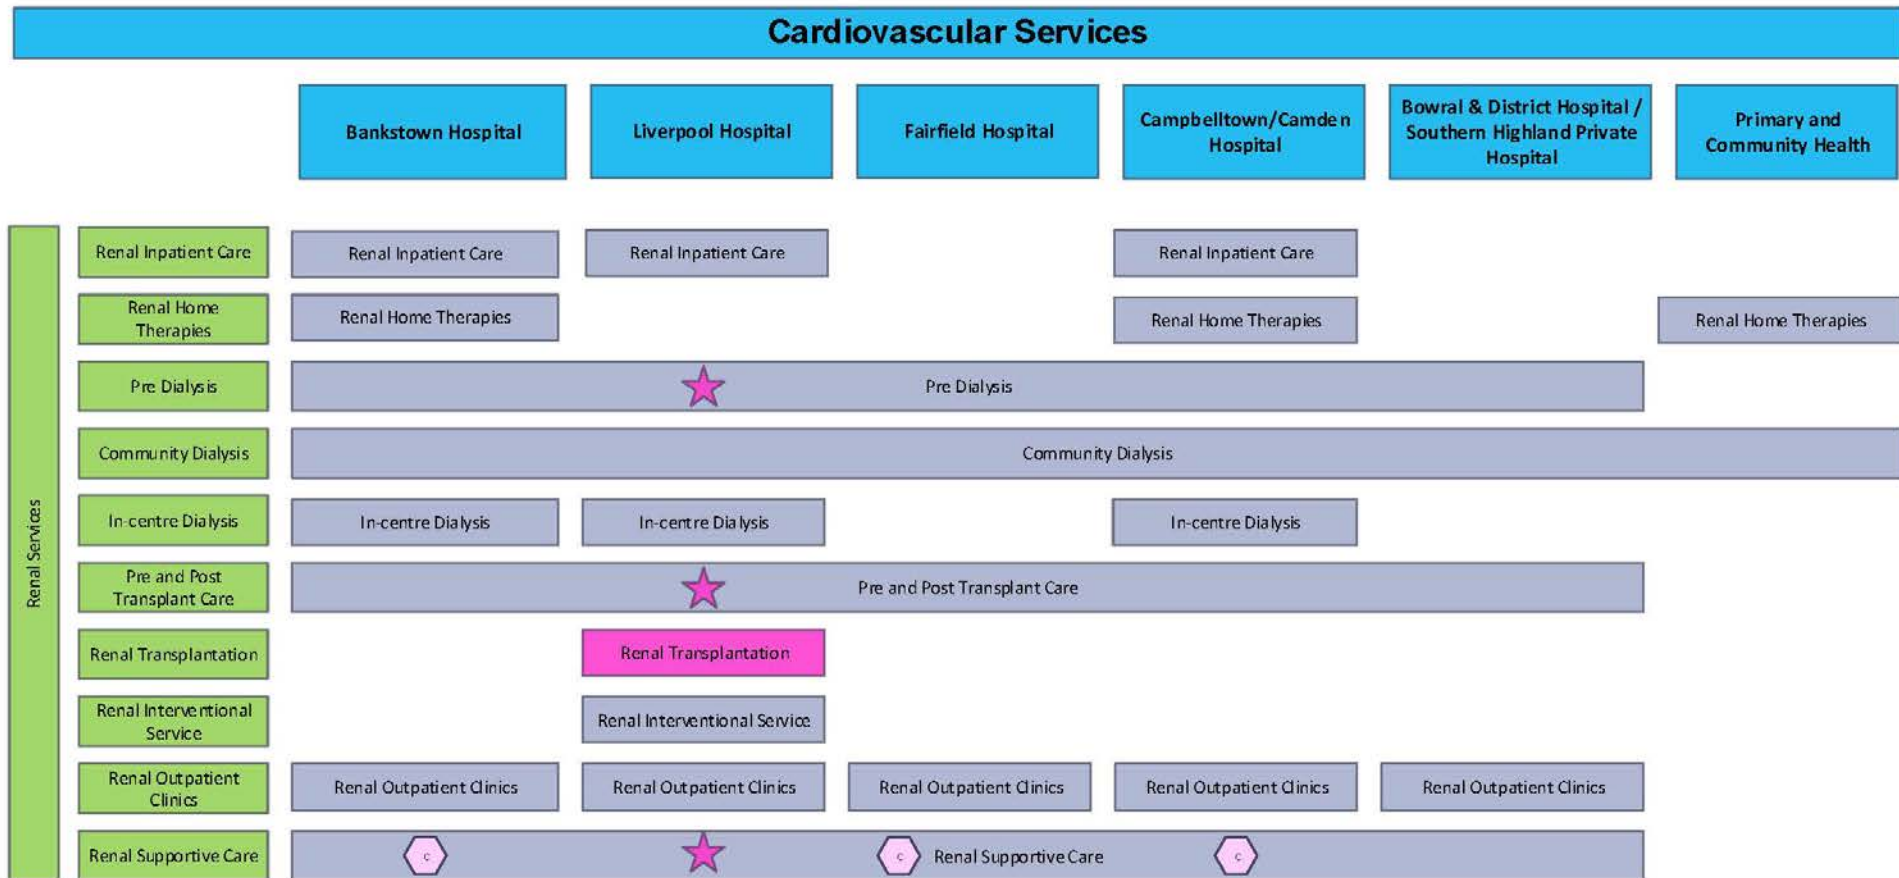 Cardiovascular Services
Bankstown Hospital
Liverpool Hospital
Fairfield Hospital
Campbelltown/Camden
Hospital
Bowral & District Hospital /
Southern Highland Private
Hospital
Primary and
Community Health
Renal Services
Renal Inpatient Care
Renal Inpatient Care
Renal Inpatient Care
Renal Inpatient Care
Renal Home
Therapies
Renal Home Therapies
Renal Home Therapies
Renal Home Therapies
Pre Dialysis
Pre Dialysis
Community Dialysis
Community Dialysis
In-centre Dialysis
In-centre Dialysis
In-centre Dialysis
In-centre Dialysis
Pre and Post
Transplant Care
Pre and Post Transplant Care
Renal Transplantation
Renal Transplantation
Renal Interventional
Service
Renal Interventional Service
Renal Outpatient
Clinics
Renal Outpatient Clinics
Renal Outpatient Clinics
Renal Outpatient Clinics
Renal Outpatient Clinics
Renal Outpatient Clinics
Renal Supportive Care
C
C
Renal Supportive Care
C